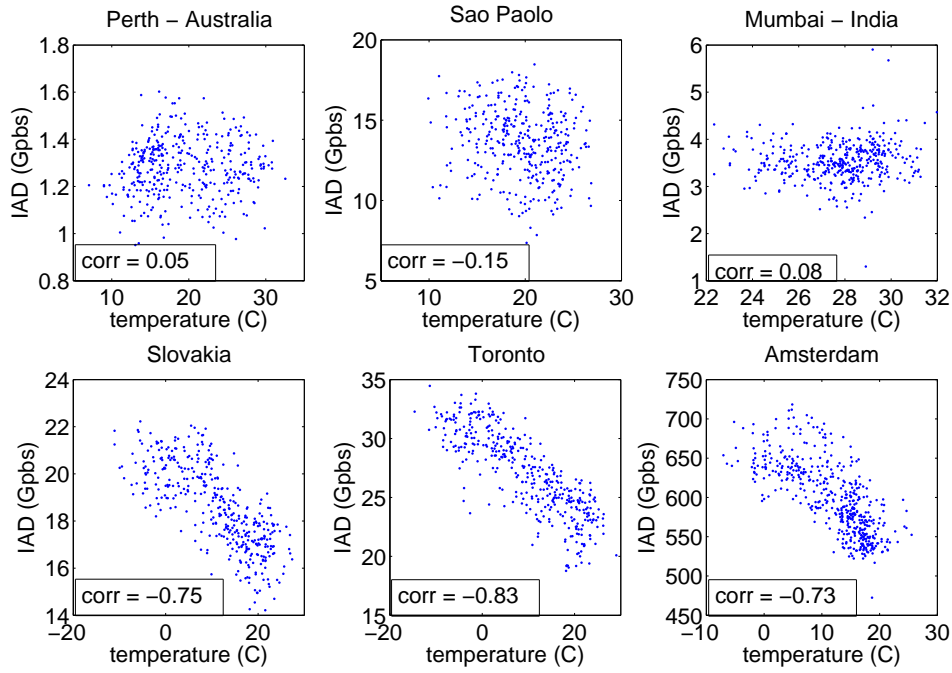 Perth − Australia
1.8
1.6
1.4
1.2
1
0.8
IAD (Gpbs)
corr = 0.05
10 20 30
temperature (C)
Sao Paolo
20
15
10
5
IAD (Gpbs)
corr = −0.15
10 20 30
temperature (C)
Mumbai − India
6
5
4
3
2
1
IAD (Gpbs)
corr = 0.08
22 24 26 28 30 32
temperature (C)
Slovakia
24
22
20
18
16
14
IAD (Gpbs)
corr = −0.75
−20 0 20
temperature (C)
Toronto
35
30
25
20
15
IAD (Gpbs)
corr = −0.83
−20 0 20
temperature (C)
Amsterdam
750
700
650
600
550
500
450
IAD (Gpbs)
corr = −0.73
−10 0 10 20 30
temperature (C)